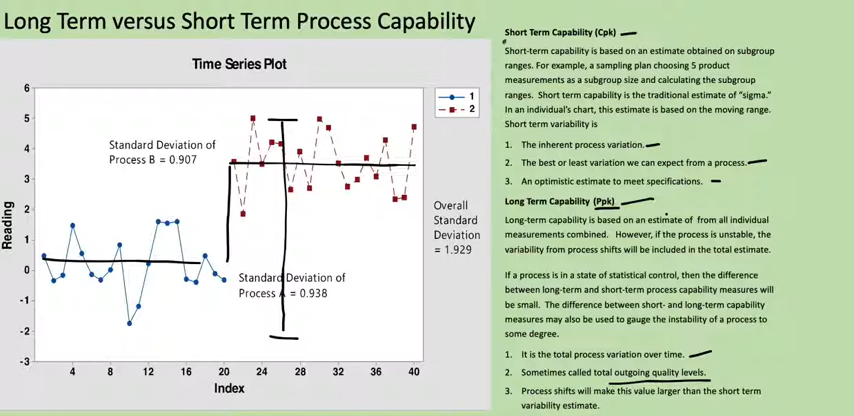 Long Term versus Short Term Process Capability
Time Series Plot
6
5
4
3
2
1
0
-1
-2
-3
Reading
4
8
12
16
20
24
28
32
36
40
Index
1
2
Standard Deviation of
Process B = 0.907
Standard Deviation of
Process A = 0.938
Overall
Standard
Deviation
= 1.929
Short Term Capability (Cpk)
Short-term capability is based on an estimate obtained on subgroup
ranges. For example, a sampling plan choosing 5 product
measurements as a subgroup size and calculating the subgroup
ranges. Short term capability is the traditional estimate of "sigma."
In an individual's chart, this estimate is based on the moving range.
Short term variability is
1. The inherent process variation.
2. The best or least variation we can expect from a process.
3. An optimistic estimate to meet specifications.
Long Term Capability (Ppk)
Long-term capability is based on an estimate of from all individual
measurements combined. However, if the process is unstable, the
variation from process shifts will be included in the total estimate.
If a process is in a state of statistical control, then the difference
between long-term and short-term process capability measures will
be small. The difference between short- and long-term capability
measures may also be used to gauge the instability of a process to
some degree.
1. It is the total process variation over time.
2. Sometimes called total outgoing quality levels.
3. Process shifts will make this value larger than the short term
variability estimate.